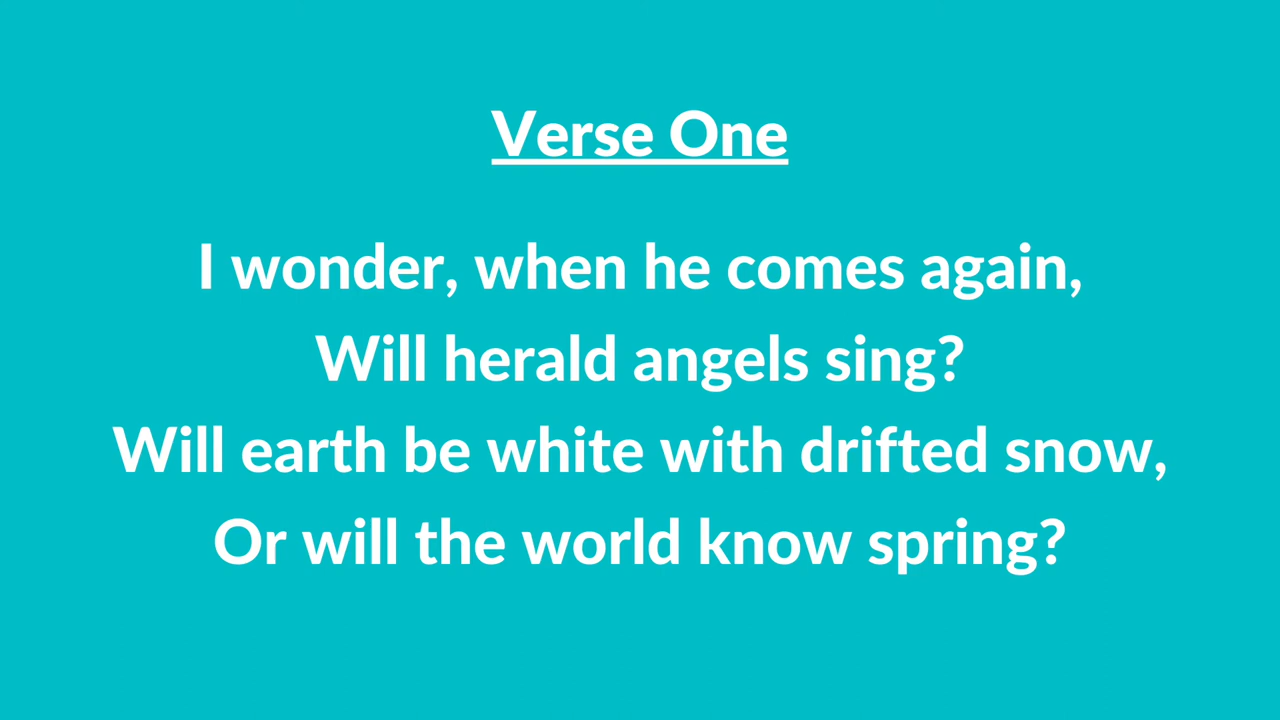 Verse One
I wonder, when he comes again,
Will herald angels sing?
Will earth be white with drifted snow,
Or will the world know spring?